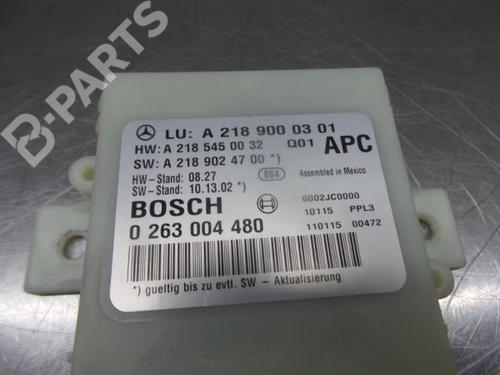 B-PARTS
LU: A 218 900 03 01
HW: A 218 545 00 32 Q01 APC
SW: A 218 902 47 00 *)
HW-Stand: 08.27 864 Assembled in Mexico
SW-Stand: 10.13.02 *)
BOSCH 6002JC0000
10115 PPL3
0 263 004 480 110115 00472
*) gueltig bis zu evtl. SW - Aktualisierung